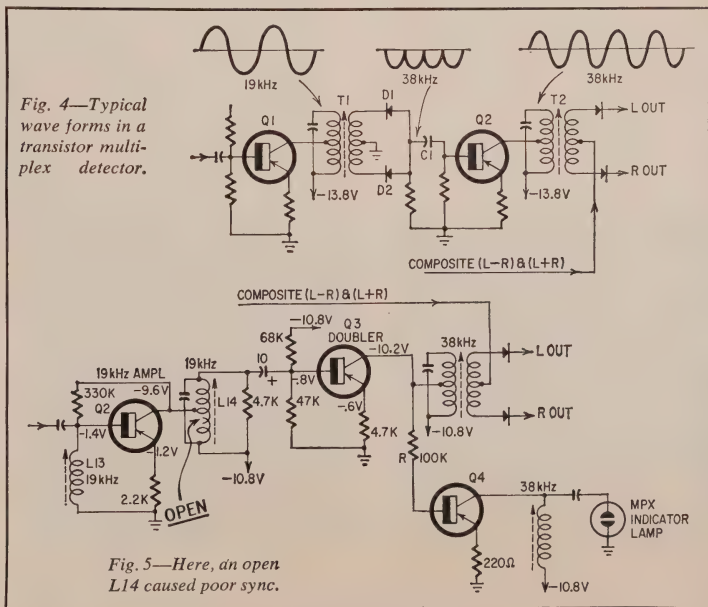 Fig. 4—Typical
wave forms in a
transistor multi-
plex detector.
19kHz
38kHz
38kHz
Q1
T1
D1
D2
C1
Q2
T2
L OUT
R OUT
-13.8V
-13.8V
COMPOSITE (L-R) & (L+R)
COMPOSITE (L-R) & (L+R)
19kHz AMPL
330K
-9.6V
Q2
-1.4V
-1.2V
L13
19kHz
2.2K
OPEN
19kHz
L14
4.7K
-10.8V
10
+
68K
-10.8V
Q3
DOUBLER
-10.2V
-.8V
-.6V
47K
4.7K
38kHz
L OUT
R OUT
-10.8V
R
100K
Q4
220Ω
38kHz
-10.8V
MPX
INDICATOR
LAMP
Fig. 5—Here, an open
L14 caused poor sync.